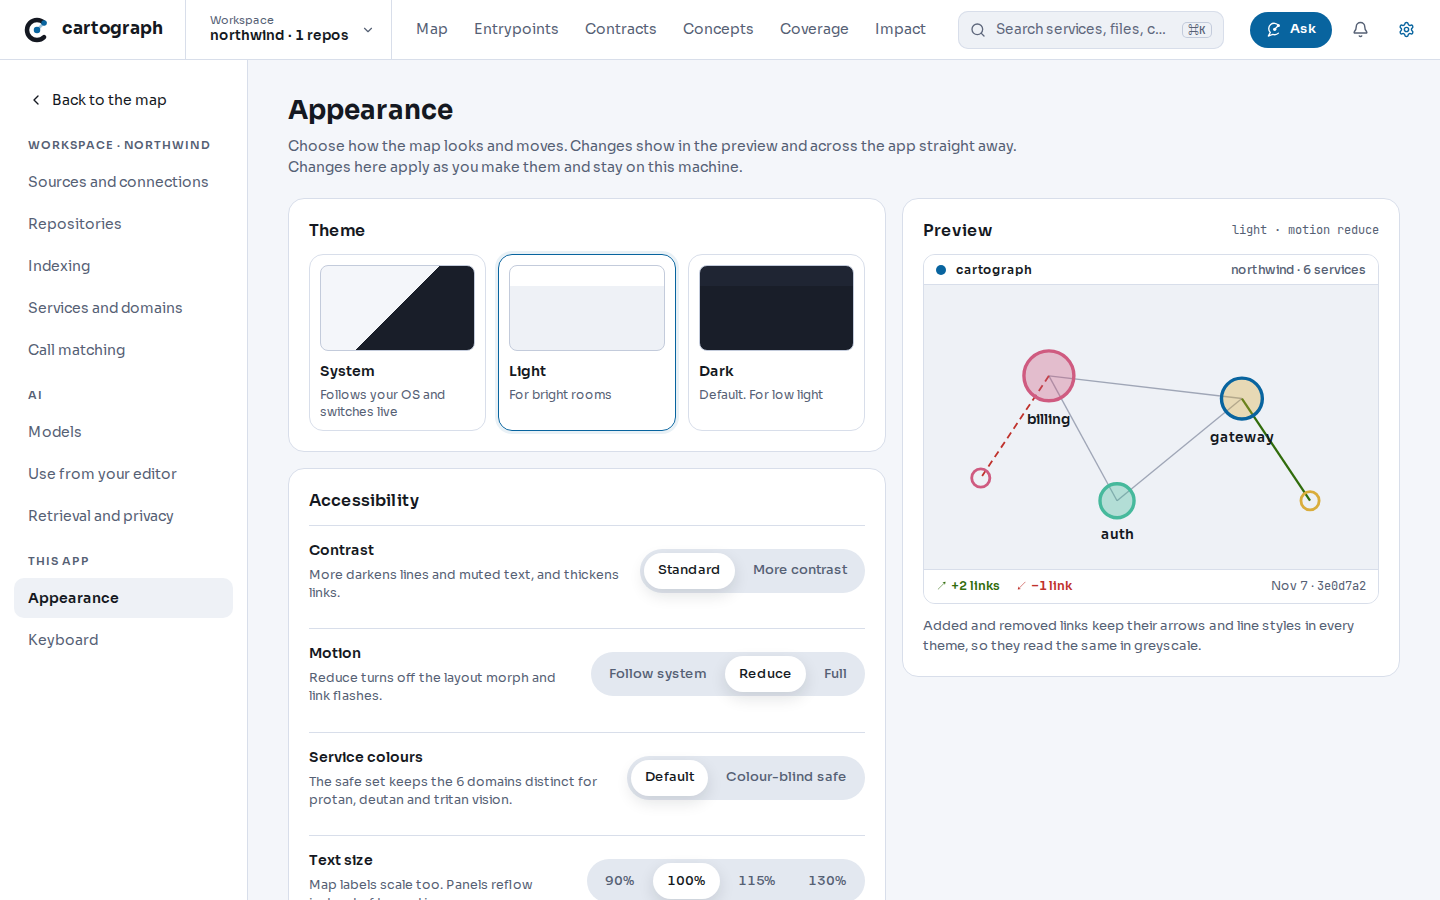 cartograph
Workspace
northwind · 1 repos
Map
Entrypoints
Contracts
Concepts
Coverage
Impact
Search services, files, c...
⌘K
Ask
Back to the map
WORKSPACE · NORTHWIND
Sources and connections
Repositories
Indexing
Services and domains
Call matching
AI
Models
Use from your editor
Retrieval and privacy
THIS APP
Appearance
Keyboard
Appearance
Choose how the map looks and moves. Changes show in the preview and across the app straight away.
Changes here apply as you make them and stay on this machine.
Theme
System
Follows your OS and
switches live
Light
For bright rooms
Dark
Default. For low light
Accessibility
Contrast
More darkens lines and muted text, and thickens
links.
Standard
More contrast
Motion
Reduce turns off the layout morph and
link flashes.
Follow system
Reduce
Full
Service colours
The safe set keeps the 6 domains distinct for
protan, deutan and tritan vision.
Default
Colour-blind safe
Text size
Map labels scale too. Panels reflow
90%
100%
115%
130%
Preview
light · motion reduce
cartograph
northwind · 6 services
billing
gateway
auth
↗ +2 links
↙ −1 link
Nov 7 · 3e0d7a2
Added and removed links keep their arrows and line styles in every
theme, so they read the same in greyscale.